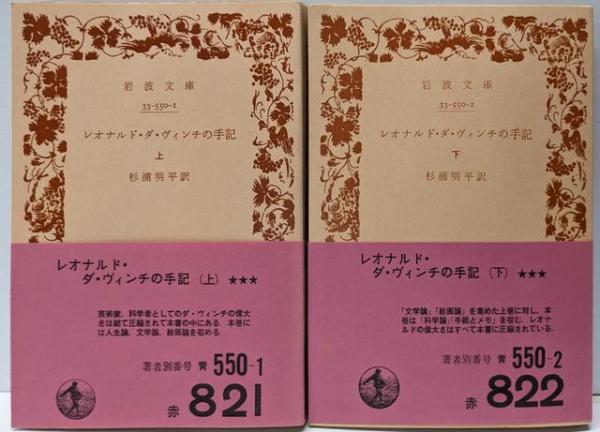 岩波文庫
33-550-1
レオナルド・ダ・ヴィンチの手記
上
杉浦明平訳
レオナルド・
ダ・ヴィンチの手記(上)★★★
芸術家、科学者としてのダ・ヴィンチの偉大
さは総て圧縮されて本書の中にある。本巻に
は人生論、文学論、絵画論を収める。
著者別番号 青 550-1
赤 821
岩波文庫
33-550-2
レオナルド・ダ・ヴィンチの手記
下
杉浦明平訳
レオナルド・
ダ・ヴィンチの手記(下)★★★
「文学論」「絵画論」を集めた上巻に対し、本
巻は「科学論」「手紙とメモ」を収む。レオナ
ルドの偉大さはすべて本書に圧縮されている。
著者別番号 青 550-2
赤 822